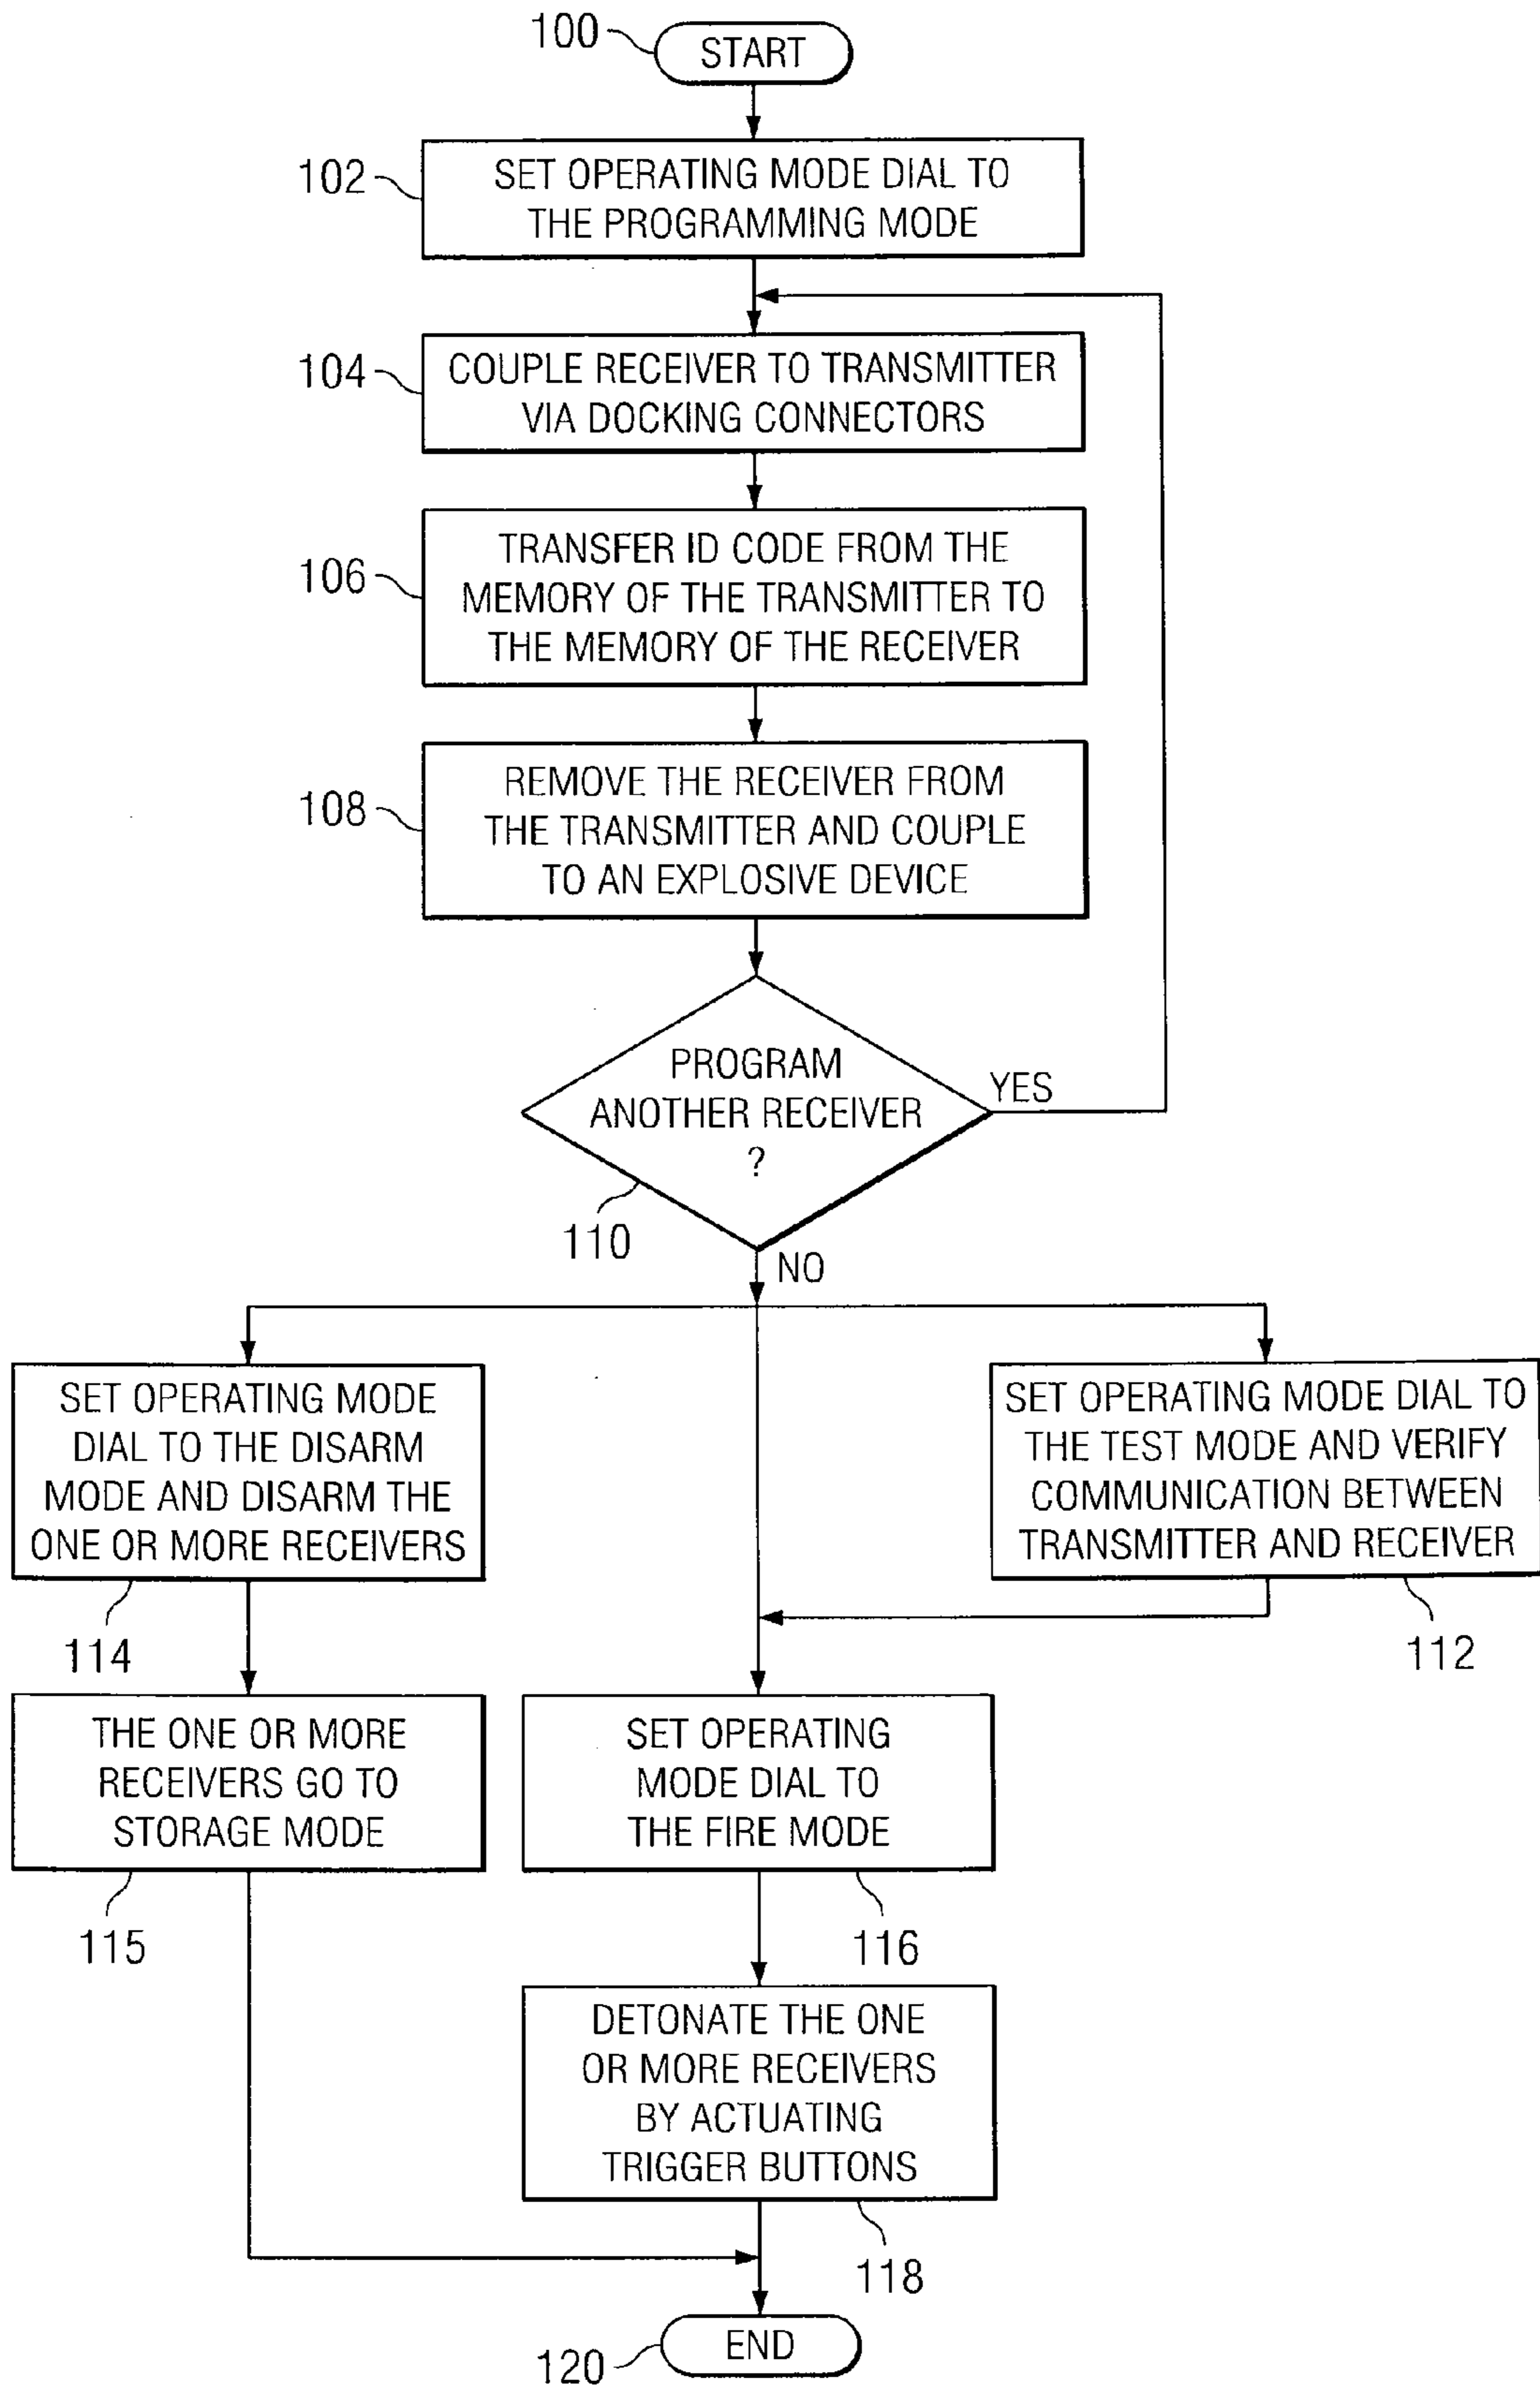 100
START
102
SET OPERATING MODE DIAL TO
THE PROGRAMMING MODE
104
COUPLE RECEIVER TO TRANSMITTER
VIA DOCKING CONNECTORS
106
TRANSFER ID CODE FROM THE
MEMORY OF THE TRANSMITTER TO
THE MEMORY OF THE RECEIVER
108
REMOVE THE RECEIVER FROM
THE TRANSMITTER AND COUPLE
TO AN EXPLOSIVE DEVICE
PROGRAM
ANOTHER RECEIVER
?
YES
110
NO
SET OPERATING MODE
DIAL TO THE DISARM
MODE AND DISARM THE
ONE OR MORE RECEIVERS
114
SET OPERATING MODE DIAL TO
THE TEST MODE AND VERIFY
COMMUNICATION BETWEEN
TRANSMITTER AND RECEIVER
112
THE ONE OR MORE
RECEIVERS GO TO
STORAGE MODE
115
SET OPERATING
MODE DIAL TO
THE FIRE MODE
116
DETONATE THE ONE
OR MORE RECEIVERS
BY ACTUATING
TRIGGER BUTTONS
118
END
120